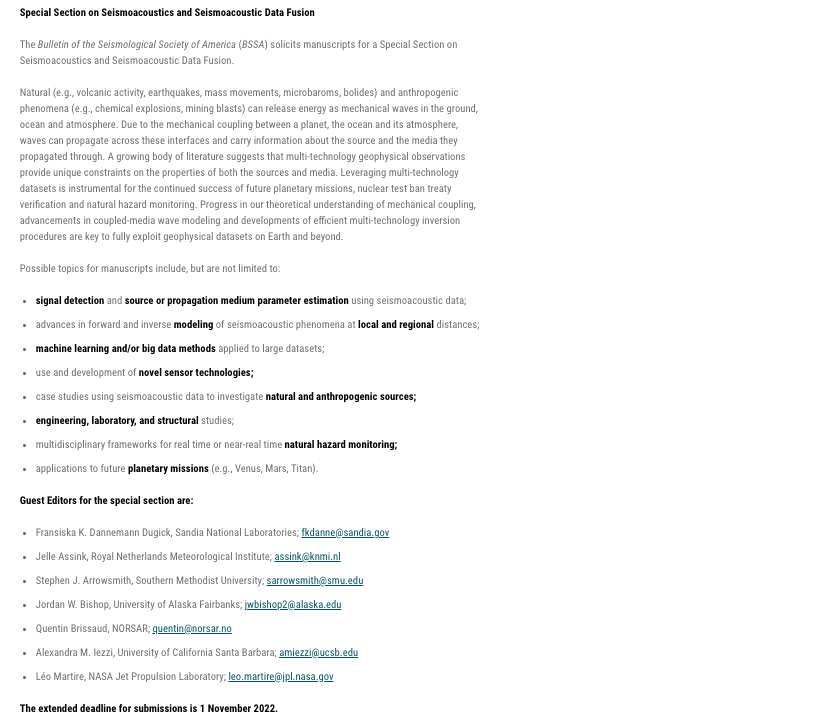 Special Section on Seismoacoustics and Seismoacoustic Data Fusion
The Bulletin of the Seismological Society of America (BSSA) solicits manuscripts for a Special Section on
Seismoacoustics and Seismoacoustic Data Fusion.
Natural (e.g., volcanic activity, earthquakes, mass movements, microbaroms, bolides) and anthropogenic
phenomena (e.g., chemical explosions, mining blasts) can release energy as mechanical waves in the ground,
ocean and atmosphere. Due to the mechanical coupling between a planet, the ocean and its atmosphere,
waves can propagate across these interfaces and carry information about the source and the media they
propagated through. A growing body of literature suggests that multi-technology geophysical observations
provide unique constraints on the properties of both the sources and media. Leveraging multi-technology
datasets is instrumental for the continued success of future planetary missions, nuclear test ban treaty
verification and natural hazard monitoring. Progress in our theoretical understanding of mechanical coupling,
advancements in coupled-media wave modeling and developments of efficient multi-technology inversion
procedures are key to fully exploit geophysical datasets on Earth and beyond.
Possible topics for manuscripts include, but are not limited to:
• signal detection and source or propagation medium parameter estimation using seismoacoustic data;
• advances in forward and inverse modeling of seismoacoustic phenomena at local and regional distances;
• machine learning and/or big data methods applied to large datasets;
• use and development of novel sensor technologies;
• case studies using seismoacoustic data to investigate natural and anthropogenic sources;
• engineering, laboratory, and structural studies;
• multidisciplinary frameworks for real time or near-real time natural hazard monitoring;
• applications to future planetary missions (e.g., Venus, Mars, Titan).
Guest Editors for the special section are:
• Fransiska K. Dannemann Dugick, Sandia National Laboratories; fkdanne@sandia.gov
• Jelle Assink, Royal Netherlands Meteorological Institute; assink@knmi.nl
• Stephen J. Arrowsmith, Southern Methodist University; sarrowsmith@smu.edu
• Jordan W. Bishop, University of Alaska Fairbanks; jwbishop2@alaska.edu
• Quentin Brissaud, NORSAR; quentin@norsar.no
• Alexandra M. Iezzi, University of California Santa Barbara; amiezzi@ucsb.edu
• Léo Martire, NASA Jet Propulsion Laboratory; leo.martire@jpl.nasa.gov
The extended deadline for submissions is 1 November 2022.